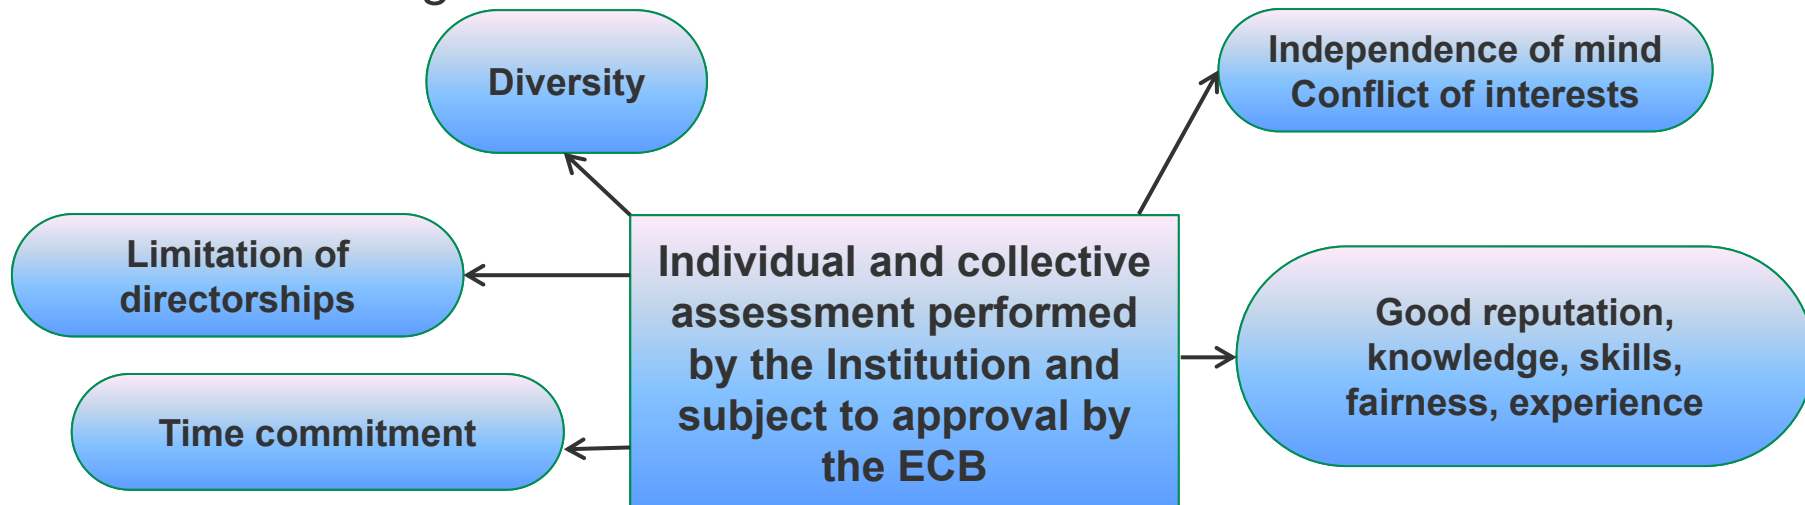 Diversity
Independence of mind
Conflict of interests
Limitation of
directorships
Individual and collective
assessment performed
by the Institution and
subject to approval by
the ECB
Good reputation,
knowledge, skills,
fairness, experience
Time commitment